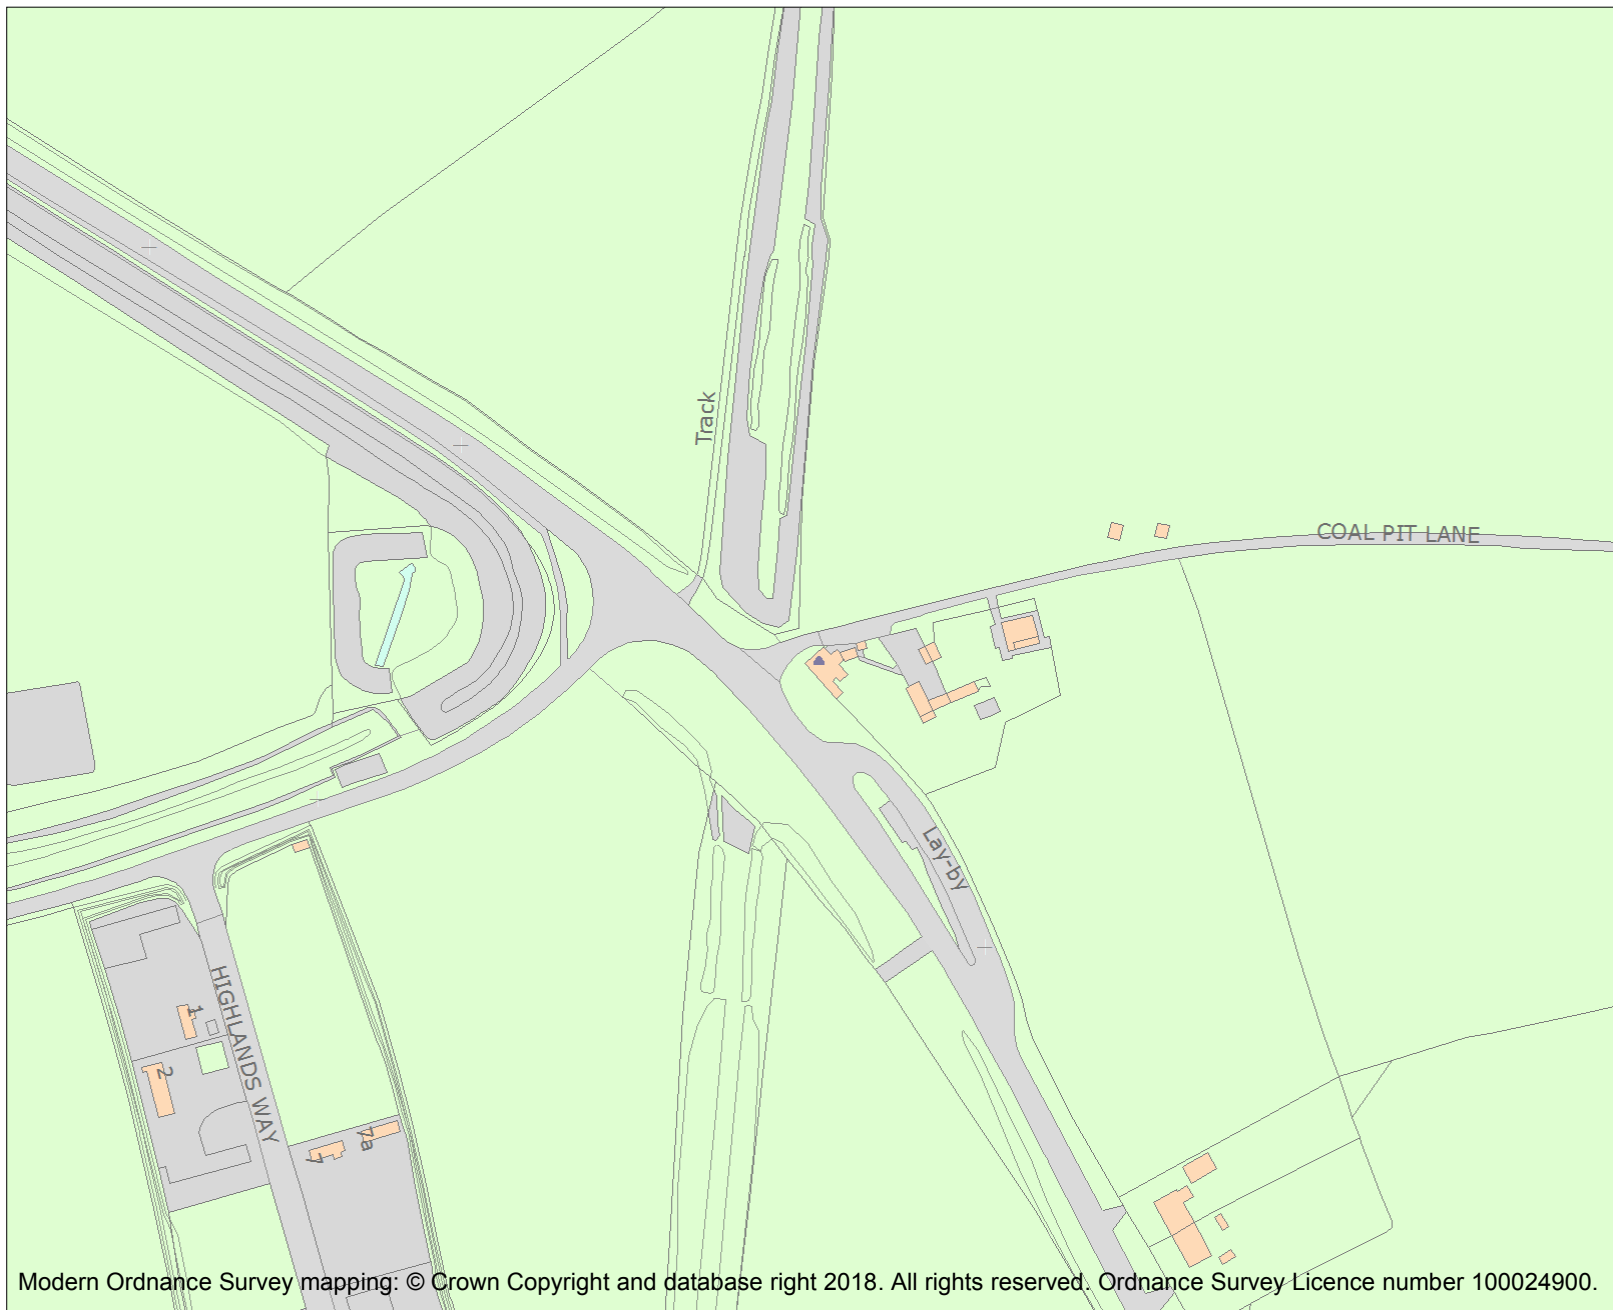 Track
COAL PIT LANE
Lay-by
HIGHLANDS WAY
1
2
7
7a
Modern Ordnance Survey mapping: © Crown Copyright and database right 2018. All rights reserved. Ordnance Survey Licence number 100024900.